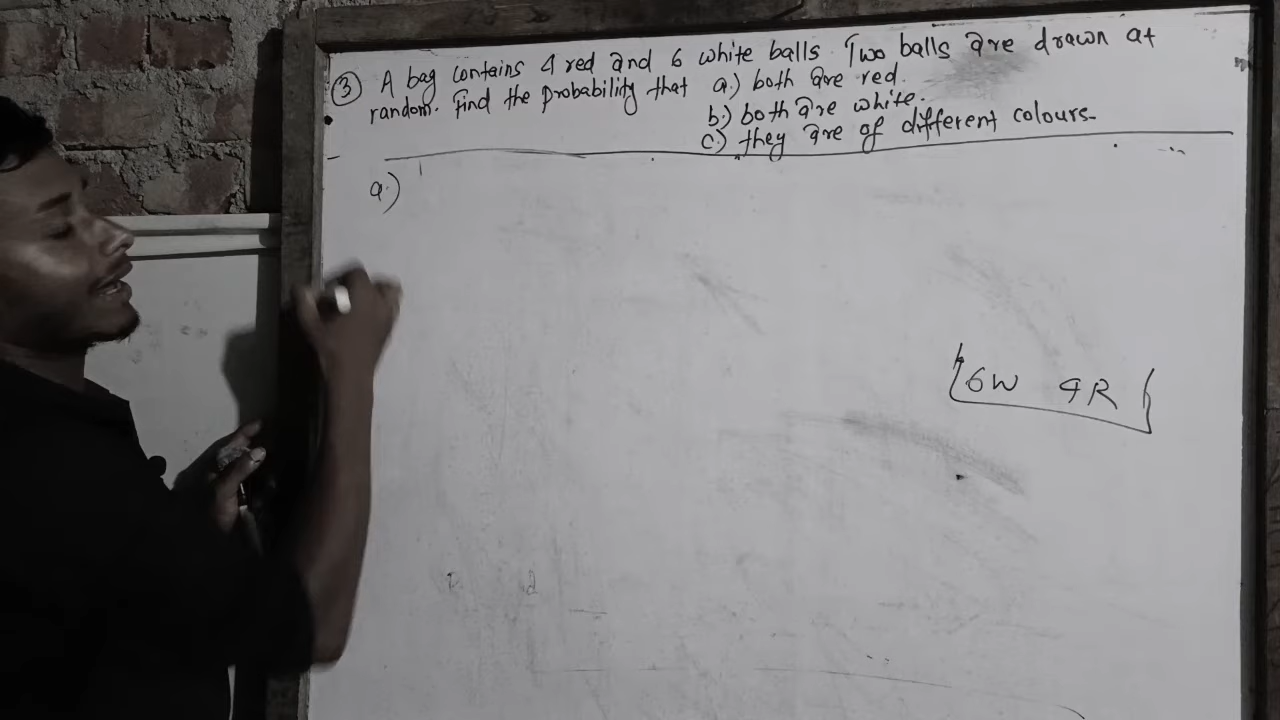 ③ A bag contains 4 red and 6 white balls. Two balls are drawn at
random. Find the probability that a.) both are red.
b.) both are white.
c.) they are of different colours.
a.)
6W 4R